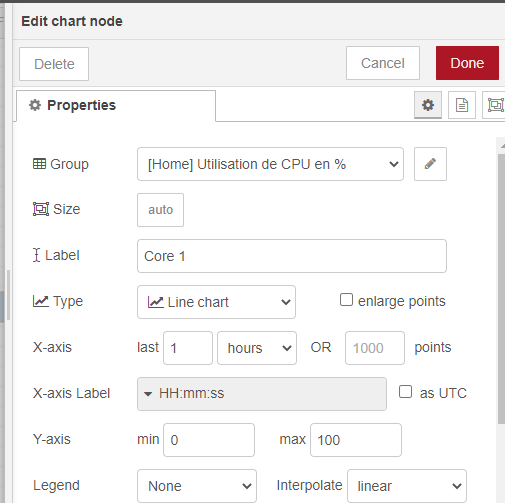 Edit chart node
Delete Cancel Done
Properties
Group [Home] Utilisation de CPU en %
Size auto
Label Core 1
Type Line chart enlarge points
X-axis last 1 hours OR 1000 points
X-axis Label HH:mm:ss as UTC
Y-axis min 0 max 100
Legend None Interpolate linear